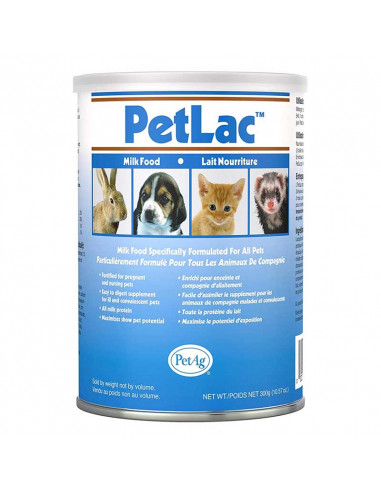 PetLac™
Milk Food • Lait Nourriture
Milk Food Specifically Formulated For All Pets
Particulièrement Formulé Pour Tous Les Animaux De Compagnie
• Fortified for pregnant
and nursing pets
• Easy to digest supplement
for ill and convalescent pets
• All milk protein
• Maximizes show pet potential
• Enrichi pour enceinte et
compagnie d'allaitement
• Facile d'assimiler le supplément pour les
animaux de compagnie malades et convalescents
• Toute la protéine du lait
• Maximise le potentiel d'exposition
PetAg
Sold by weight not by volume.
Vendu au poids non au volume.
NET WT./POIDS NET 300g (10.57oz.)